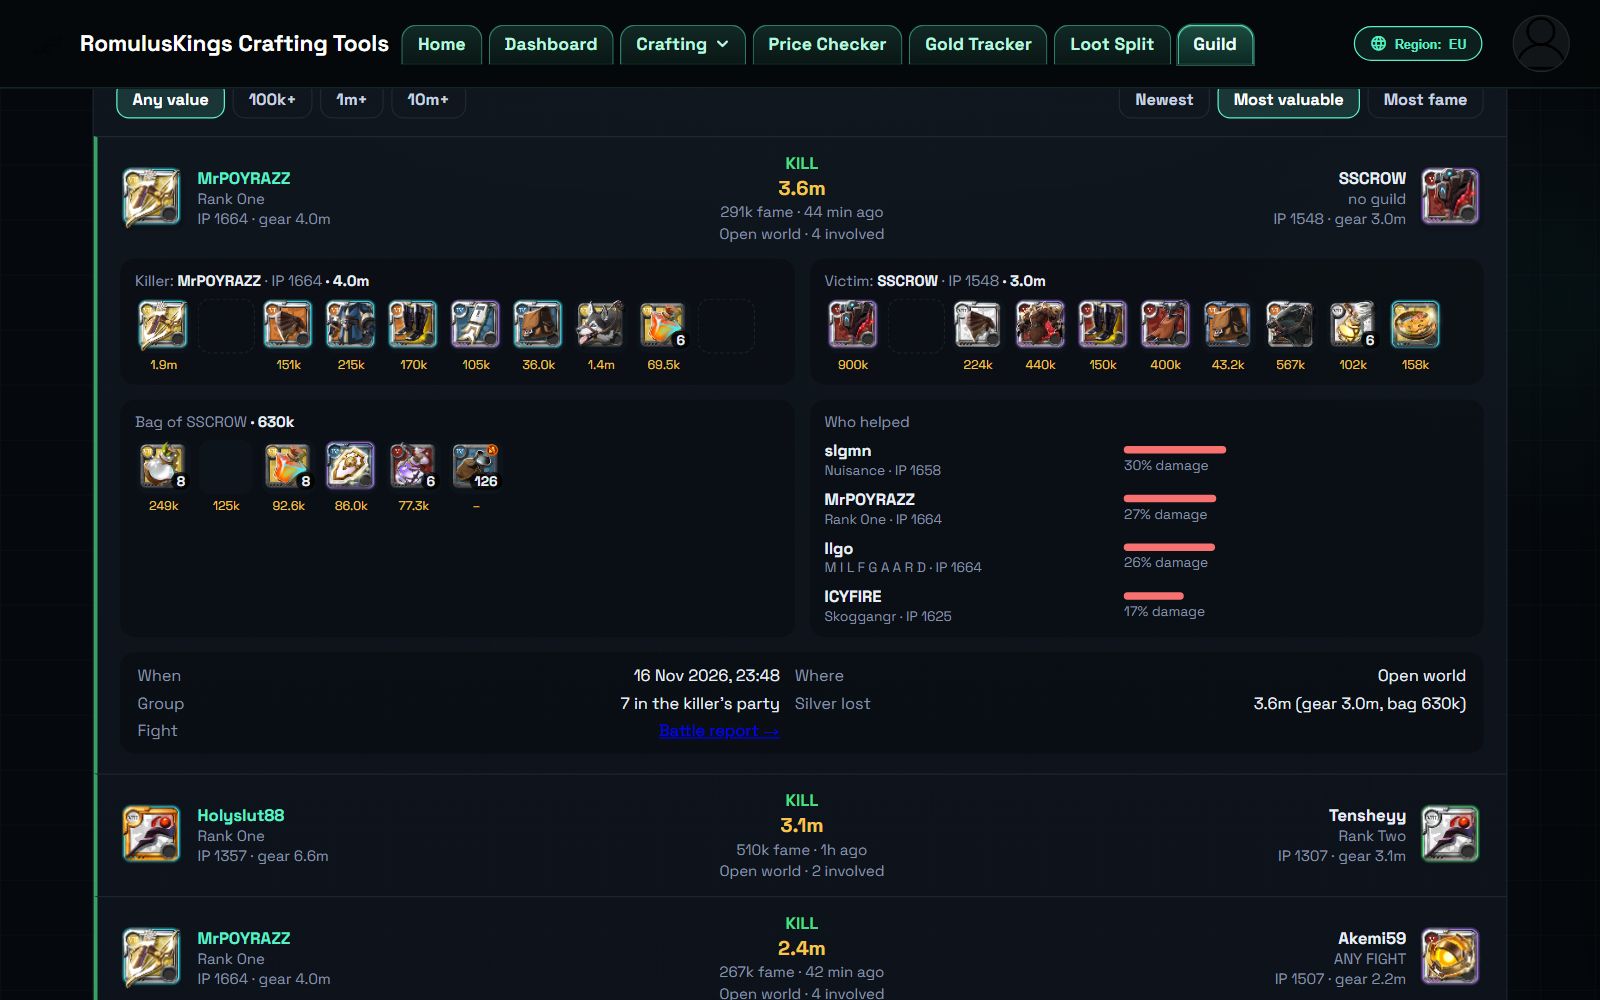 RomulusKings Crafting Tools
Home
Dashboard
Crafting
Price Checker
Gold Tracker
Loot Split
Guild
Region: EU
Any value
100k+
1m+
10m+
Newest
Most valuable
Most fame
MrPOYRAZZ
Rank One
IP 1664 · gear 4.0m
KILL
3.6m
291k fame · 44 min ago
Open world · 4 involved
SSCROW
no guild
IP 1548 · gear 3.0m
Killer: MrPOYRAZZ · IP 1664 • 4.0m
6
1.9m 151k 215k 170k 105k 36.0k 1.4m 69.5k
Victim: SSCROW · IP 1548 • 3.0m
6
900k 224k 440k 150k 400k 43.2k 567k 102k 158k
Bag of SSCROW • 630k
8 8 6 126
249k 125k 92.6k 86.0k 77.3k –
Who helped
slgmn
Nuisance · IP 1658
30% damage
MrPOYRAZZ
Rank One · IP 1664
27% damage
llgo
M I L F G A A R D · IP 1664
26% damage
ICYFIRE
Skoggangr · IP 1625
17% damage
When 16 Nov 2026, 23:48
Where Open world
Group 7 in the killer's party
Silver lost 3.6m (gear 3.0m, bag 630k)
Fight Battle report →
Holyslut88
Rank One
IP 1357 · gear 6.6m
KILL
3.1m
510k fame · 1h ago
Open world · 2 involved
Tensheyy
Rank Two
IP 1307 · gear 3.1m
MrPOYRAZZ
Rank One
IP 1664 · gear 4.0m
KILL
2.4m
267k fame · 42 min ago
Open world · 4 involved
Akemi59
ANY FIGHT
IP 1507 · gear 2.2m